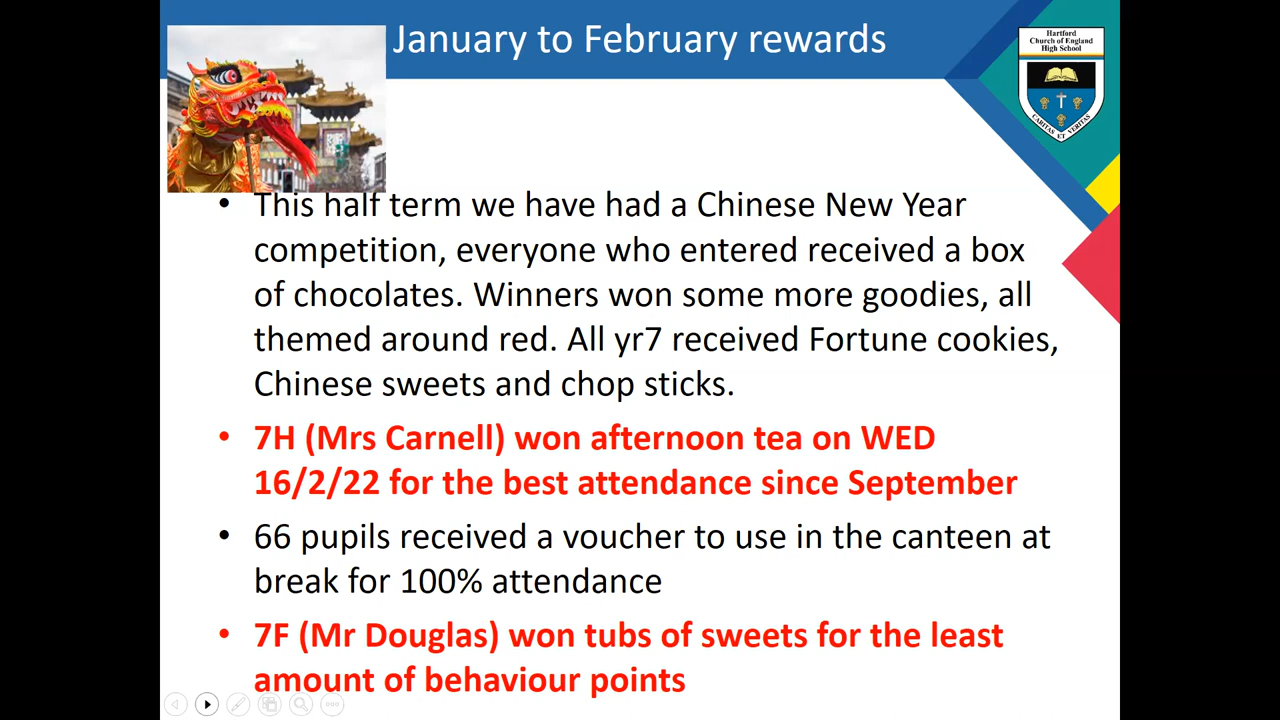 January to February rewards
Hartford
Church of England
High School
CARITAS ET VERITAS
• This half term we have had a Chinese New Year
competition, everyone who entered received a box
of chocolates. Winners won some more goodies, all
themed around red. All yr7 received Fortune cookies,
Chinese sweets and chop sticks.
• 7H (Mrs Carnell) won afternoon tea on WED
16/2/22 for the best attendance since September
• 66 pupils received a voucher to use in the canteen at
break for 100% attendance
• 7F (Mr Douglas) won tubs of sweets for the least
amount of behaviour points